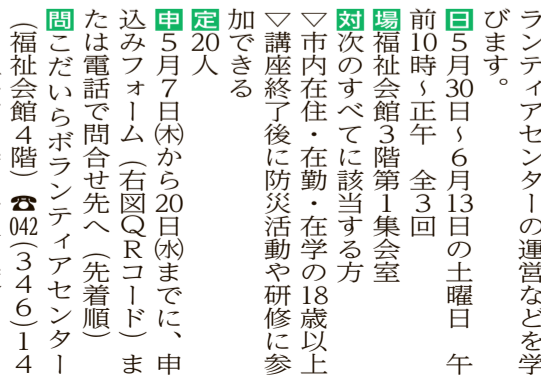 ランティアセンターの運営などを学
びます。
日5月30日～6月13日の土曜日　午
前10時～正午　全3回
場福祉会館3階第1集会室
対次のすべてに該当する方
▽市内在住・在勤・在学の18歳以上
▽講座終了後に防災活動や研修に参
加できる
定20人
申5月7日㈭から20日㈬までに、申
込みフォーム（右図QRコード）ま
たは電話で問合せ先へ（先着順）
問こだいらボランティアセンター
（福祉会館4階）☎042(346)14